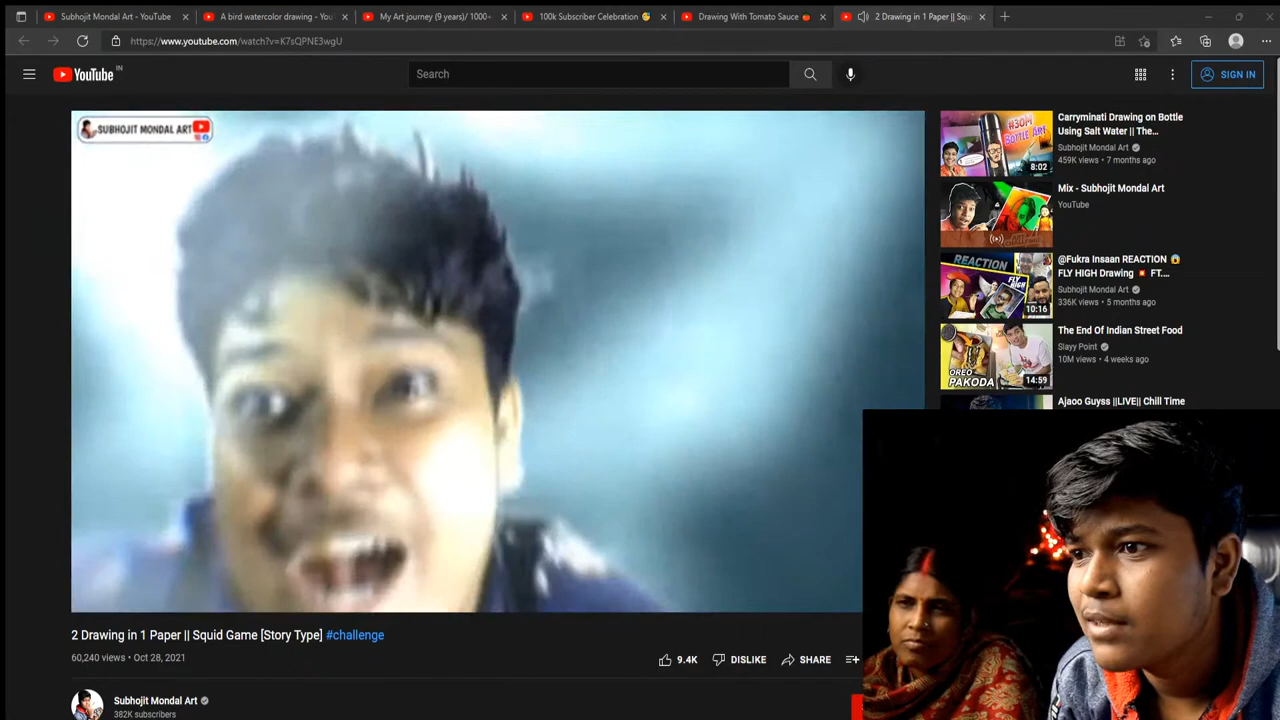 Subhojit Mondal Art - YouTube
A bird watercolor drawing - You
My Art journey (9 years)/ 1000+
100k Subscriber Celebration
Drawing With Tomato Sauce
2 Drawing in 1 Paper || Squ
https://www.youtube.com/watch?v=K7sQPNE3wgU
YouTube IN
Search
SIGN IN
SUBHOJIT MONDAL ART
2 Drawing in 1 Paper || Squid Game [Story Type] #challenge
60,240 views • Oct 28, 2021
9.4K DISLIKE SHARE
Subhojit Mondal Art
382K subscribers
#30M
BOTTLE ART
8:02
Carryminati Drawing on Bottle
Using Salt Water || The...
Subhojit Mondal Art
459K views • 7 months ago
Mix - Subhojit Mondal Art
YouTube
REACTION
FLY HIGH
10:16
@Fukra Insaan REACTION
FLY HIGH Drawing FT....
Subhojit Mondal Art
336K views • 5 months ago
OREO
PAKODA
14:59
The End Of Indian Street Food
Slayy Point
10M views • 4 weeks ago
Ajaoo Guyss ||LIVE|| Chill Time